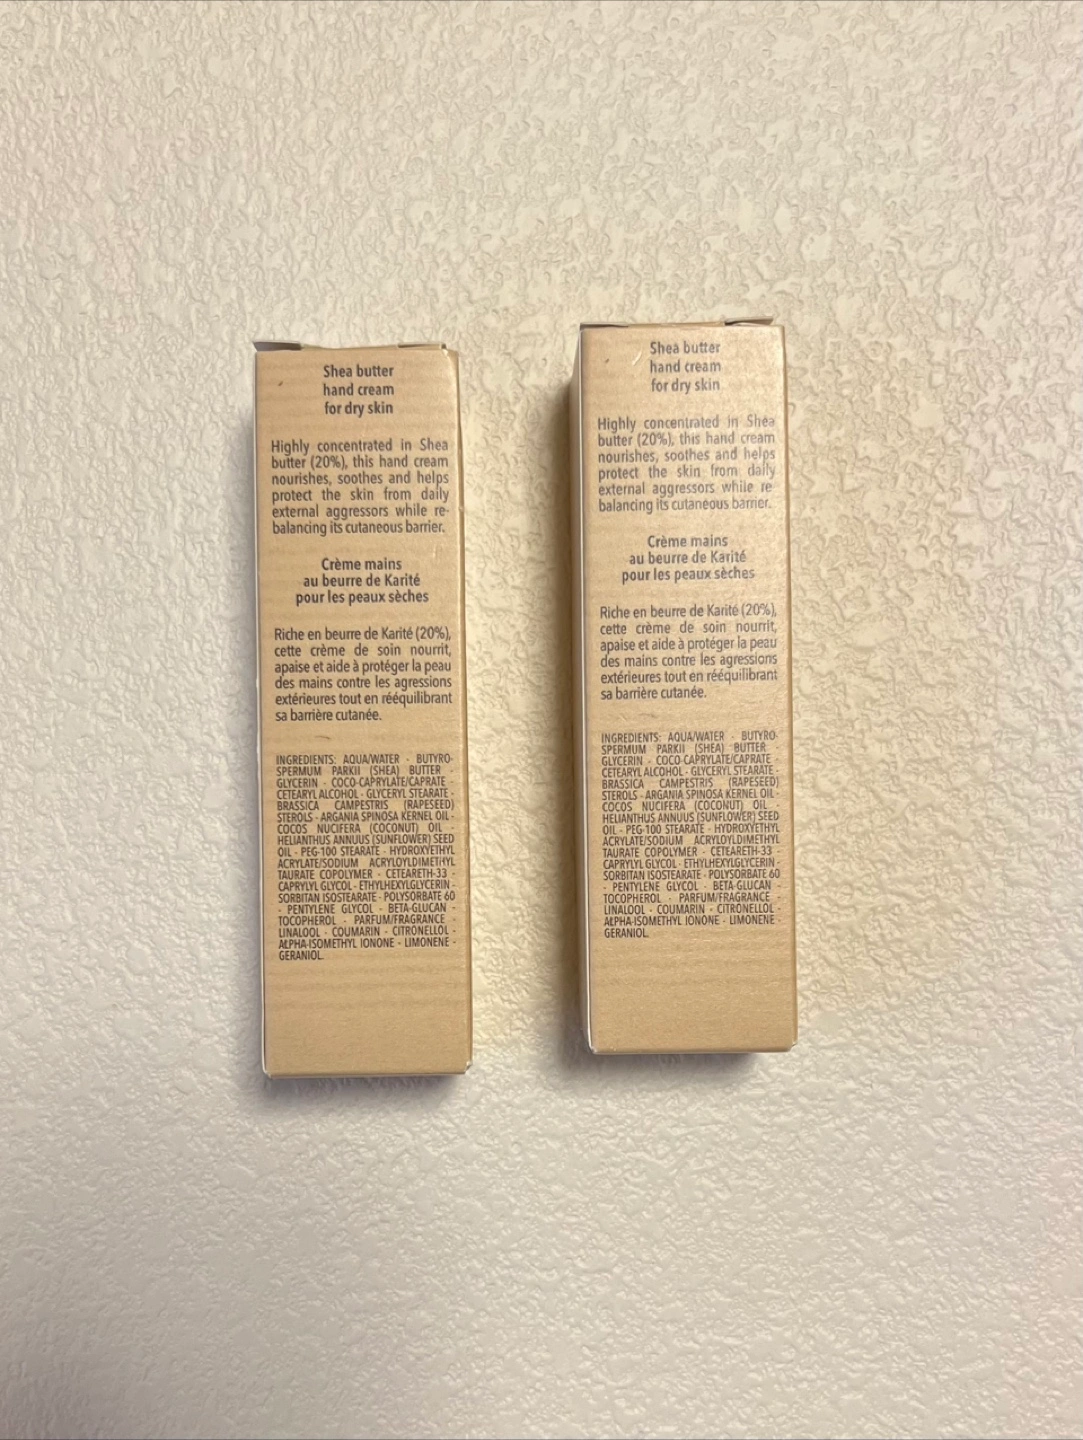 Shea butter
hand cream
for dry skin
Highly concentrated in Shea
butter (20%), this hand cream
nourishes, soothes and helps
protect the skin from daily
external aggressors while re-
balancing its cutaneous barrier.
Crème mains
au beurre de Karité
pour les peaux sèches
Riche en beurre de Karité (20%),
cette crème de soin nourrit,
apaise et aide à protéger la peau
des mains contre les agressions
extérieures tout en rééquilibrant
sa barrière cutanée.
INGREDIENTS: AQUA/WATER - BUTYRO-
SPERMUM PARKII (SHEA) BUTTER -
GLYCERIN - COCO-CAPRYLATE/CAPRATE -
CETEARYL ALCOHOL - GLYCERYL STEARATE -
BRASSICA CAMPESTRIS (RAPESEED)
STEROLS - ARGANIA SPINOSA KERNEL OIL -
COCOS NUCIFERA (COCONUT) OIL -
HELIANTHUS ANNUUS (SUNFLOWER) SEED
OIL - PEG-100 STEARATE - HYDROXYETHYL
ACRYLATE/SODIUM ACRYLOYLDIMETHYL
TAURATE COPOLYMER - CETEARETH-33 -
CAPRYLYL GLYCOL - ETHYLHEXYLGLYCERIN -
SORBITAN ISOSTEARATE - POLYSORBATE 60
- PENTYLENE GLYCOL - BETA-GLUCAN -
TOCOPHEROL - PARFUM/FRAGRANCE -
LINALOOL - COUMARIN - CITRONELLOL -
ALPHA-ISOMETHYL IONONE - LIMONENE -
GERANIOL.
Shea butter
hand cream
for dry skin
Highly concentrated in Shea
butter (20%), this hand cream
nourishes, soothes and helps
protect the skin from daily
external aggressors while re-
balancing its cutaneous barrier.
Crème mains
au beurre de Karité
pour les peaux sèches
Riche en beurre de Karité (20%),
cette crème de soin nourrit,
apaise et aide à protéger la peau
des mains contre les agressions
extérieures tout en rééquilibrant
sa barrière cutanée.
INGREDIENTS: AQUA/WATER - BUTYRO-
SPERMUM PARKII (SHEA) BUTTER -
GLYCERIN - COCO-CAPRYLATE/CAPRATE -
CETEARYL ALCOHOL - GLYCERYL STEARATE -
BRASSICA CAMPESTRIS (RAPESEED)
STEROLS - ARGANIA SPINOSA KERNEL OIL -
COCOS NUCIFERA (COCONUT) OIL -
HELIANTHUS ANNUUS (SUNFLOWER) SEED
OIL - PEG-100 STEARATE - HYDROXYETHYL
ACRYLATE/SODIUM ACRYLOYLDIMETHYL
TAURATE COPOLYMER - CETEARETH-33 -
CAPRYLYL GLYCOL - ETHYLHEXYLGLYCERIN -
SORBITAN ISOSTEARATE - POLYSORBATE 60
- PENTYLENE GLYCOL - BETA-GLUCAN -
TOCOPHEROL - PARFUM/FRAGRANCE -
LINALOOL - COUMARIN - CITRONELLOL -
ALPHA-ISOMETHYL IONONE - LIMONENE -
GERANIOL.